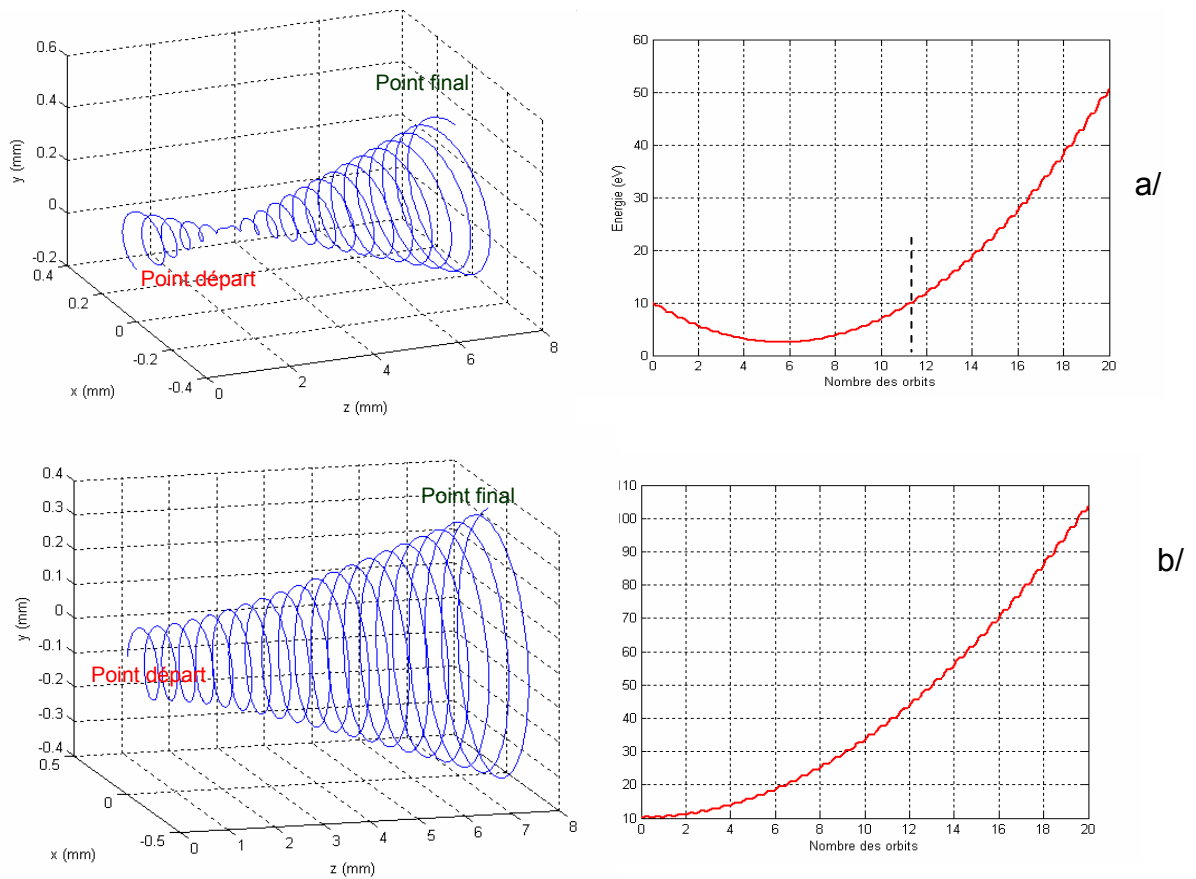 0.6
0.4
0.2
0
-0.2
y (mm)
0.4
0.2
0
-0.2
-0.4
x (mm)
0
2
4
6
8
z (mm)
Point final
Point départ
60
50
40
30
20
10
0
Energie (eV)
0 2 4 6 8 10 12 14 16 18 20
Nombre des orbits
a/
0.4
0.3
0.2
0.1
0
-0.1
-0.2
-0.3
-0.4
y (mm)
0.5
0
-0.5
x (mm)
0 1 2 3 4 5 6 7 8
z (mm)
Point final
Point départ
110
100
90
80
70
60
50
40
30
20
10
0 2 4 6 8 10 12 14 16 18 20
Nombre des orbits
b/